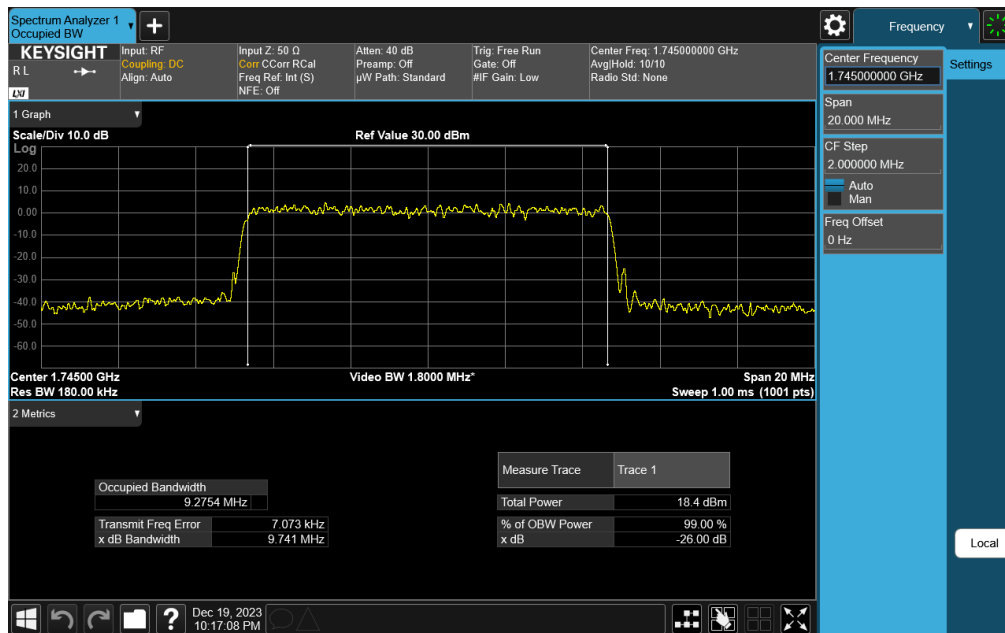 Spectrum Analyzer 1
Occupied BW
Frequency
KEYSIGHT
R L
LXI
Input: RF
Coupling: DC
Align: Auto
Input Z: 50 Ω
Corr CCorr RCal
Freq Ref: Int (S)
NFE: Off
Atten: 40 dB
Preamp: Off
µW Path: Standard
Trig: Free Run
Gate: Off
#IF Gain: Low
Center Freq: 1.745000000 GHz
Avg|Hold: 10/10
Radio Std: None
Center Frequency
1.745000000 GHz
Settings
Span
20.000 MHz
CF Step
2.000000 MHz
Auto
Man
Freq Offset
0 Hz
Local
1 Graph
Scale/Div 10.0 dB
Ref Value 30.00 dBm
Log
20.0
10.0
0.00
-10.0
-20.0
-30.0
-40.0
-50.0
-60.0
Center 1.74500 GHz
Video BW 1.8000 MHz*
Span 20 MHz
Res BW 180.00 kHz
Sweep 1.00 ms (1001 pts)
2 Metrics
Occupied Bandwidth
9.2754 MHz
Transmit Freq Error 7.073 kHz
x dB Bandwidth 9.741 MHz
Measure Trace Trace 1
Total Power 18.4 dBm
% of OBW Power 99.00 %
x dB -26.00 dB
?
Dec 19, 2023
10:17:08 PM